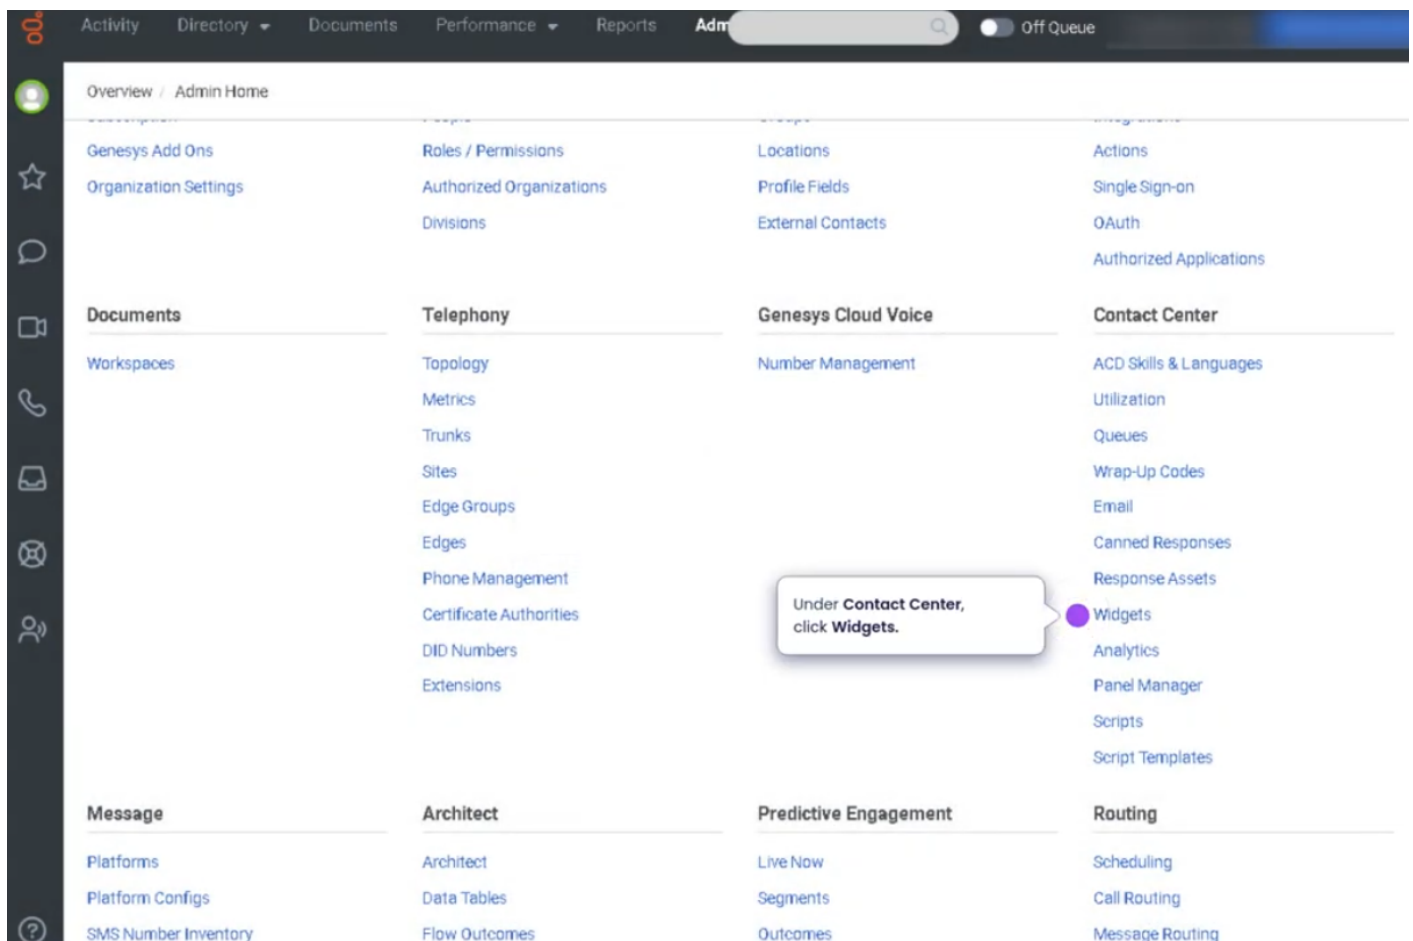 Activity Directory Documents Performance Reports Adm Off Queue
Overview / Admin Home
Genesys Add Ons
Organization Settings
Roles / Permissions
Authorized Organizations
Divisions
Locations
Profile Fields
External Contacts
Actions
Single Sign-on
OAuth
Authorized Applications
Documents
Workspaces
Telephony
Topology
Metrics
Trunks
Sites
Edge Groups
Edges
Phone Management
Certificate Authorities
DID Numbers
Extensions
Genesys Cloud Voice
Number Management
Under Contact Center,
click Widgets.
Contact Center
ACD Skills & Languages
Utilization
Queues
Wrap-Up Codes
Email
Canned Responses
Response Assets
Widgets
Analytics
Panel Manager
Scripts
Script Templates
Message
Platforms
Platform Configs
SMS Number Inventory
Architect
Architect
Data Tables
Flow Outcomes
Predictive Engagement
Live Now
Segments
Outcomes
Routing
Scheduling
Call Routing
Message Routing